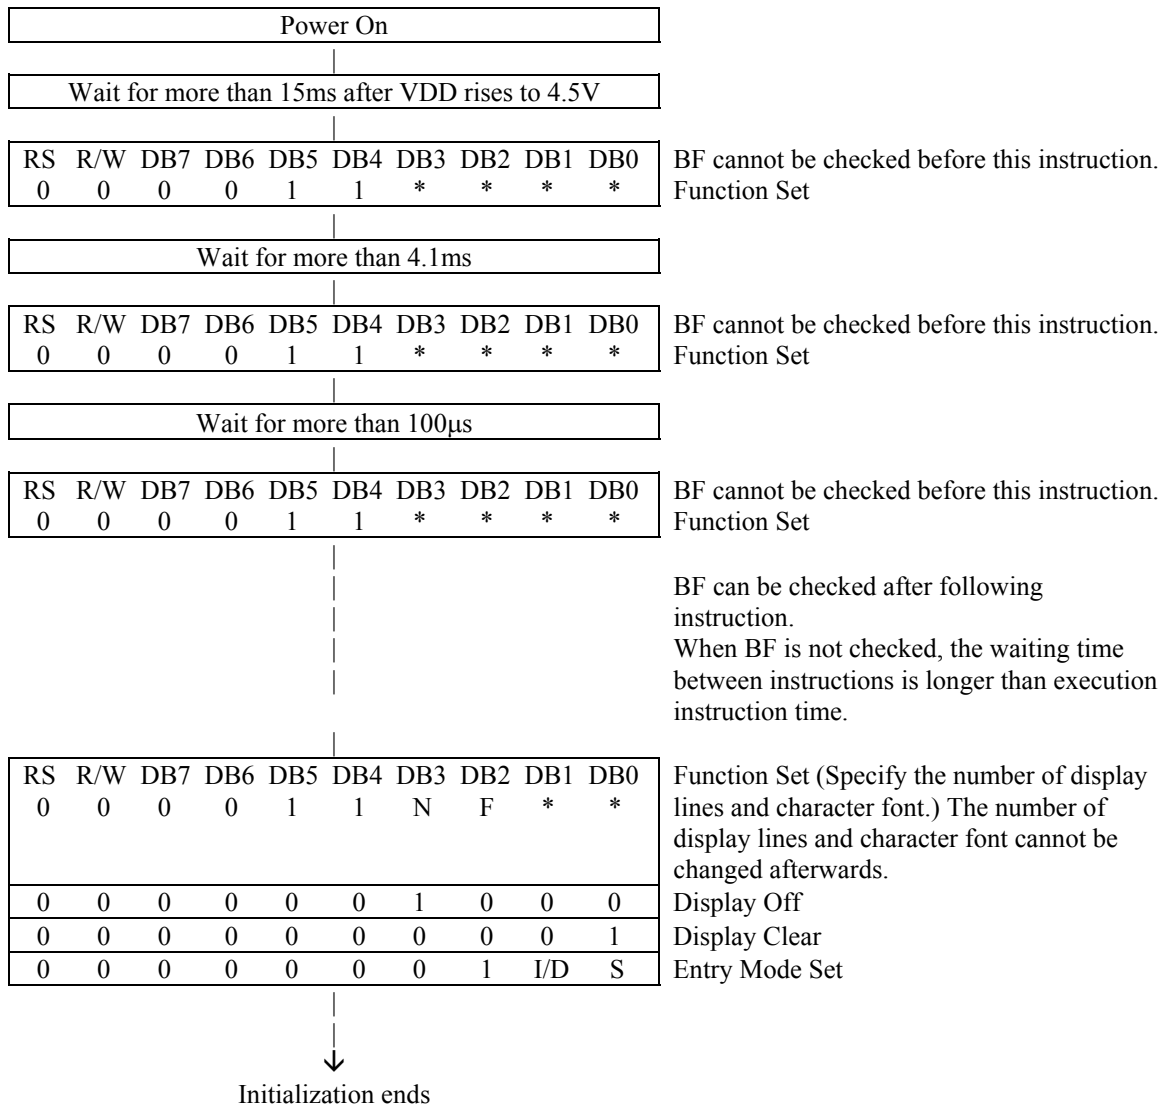 Power On
Wait for more than 15ms after VDD rises to 4.5V
RS R/W DB7 DB6 DB5 DB4 DB3 DB2 DB1 DB0 BF cannot be checked before this instruction.
0 0 0 0 1 1 * * * * Function Set
Wait for more than 4.1ms
RS R/W DB7 DB6 DB5 DB4 DB3 DB2 DB1 DB0 BF cannot be checked before this instruction.
0 0 0 0 1 1 * * * * Function Set
Wait for more than 100μs
RS R/W DB7 DB6 DB5 DB4 DB3 DB2 DB1 DB0 BF cannot be checked before this instruction.
0 0 0 0 1 1 * * * * Function Set
BF can be checked after following
instruction.
When BF is not checked, the waiting time
between instructions is longer than execution
instruction time.
RS R/W DB7 DB6 DB5 DB4 DB3 DB2 DB1 DB0 Function Set (Specify the number of display
0 0 0 0 1 1 N F * * lines and character font.) The number of
display lines and character font cannot be
changed afterwards.
0 0 0 0 0 0 1 0 0 0 Display Off
0 0 0 0 0 0 0 0 0 1 Display Clear
0 0 0 0 0 0 0 1 I/D S Entry Mode Set
Initialization ends